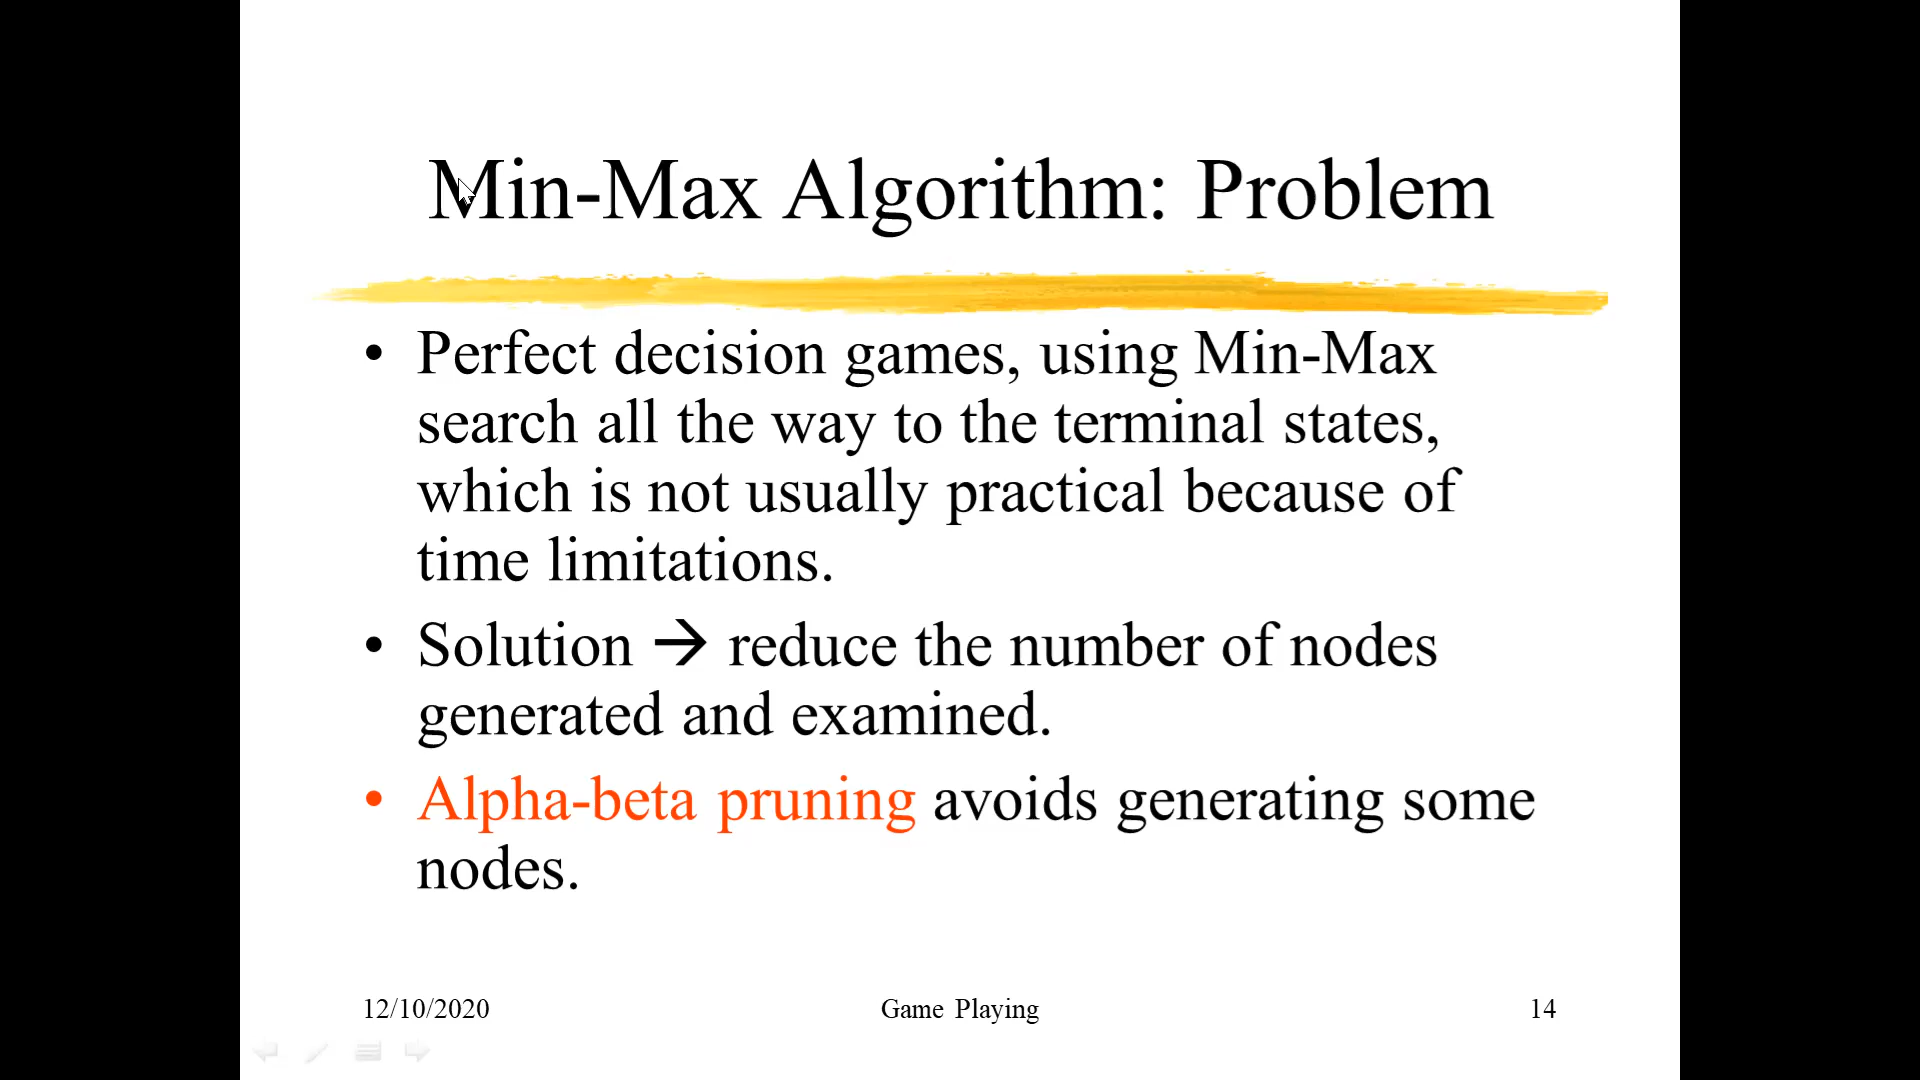 Min-Max Algorithm: Problem
• Perfect decision games, using Min-Max
search all the way to the terminal states,
which is not usually practical because of
time limitations.
• Solution → reduce the number of nodes
generated and examined.
• Alpha-beta pruning avoids generating some
nodes.
12/10/2020 Game Playing 14